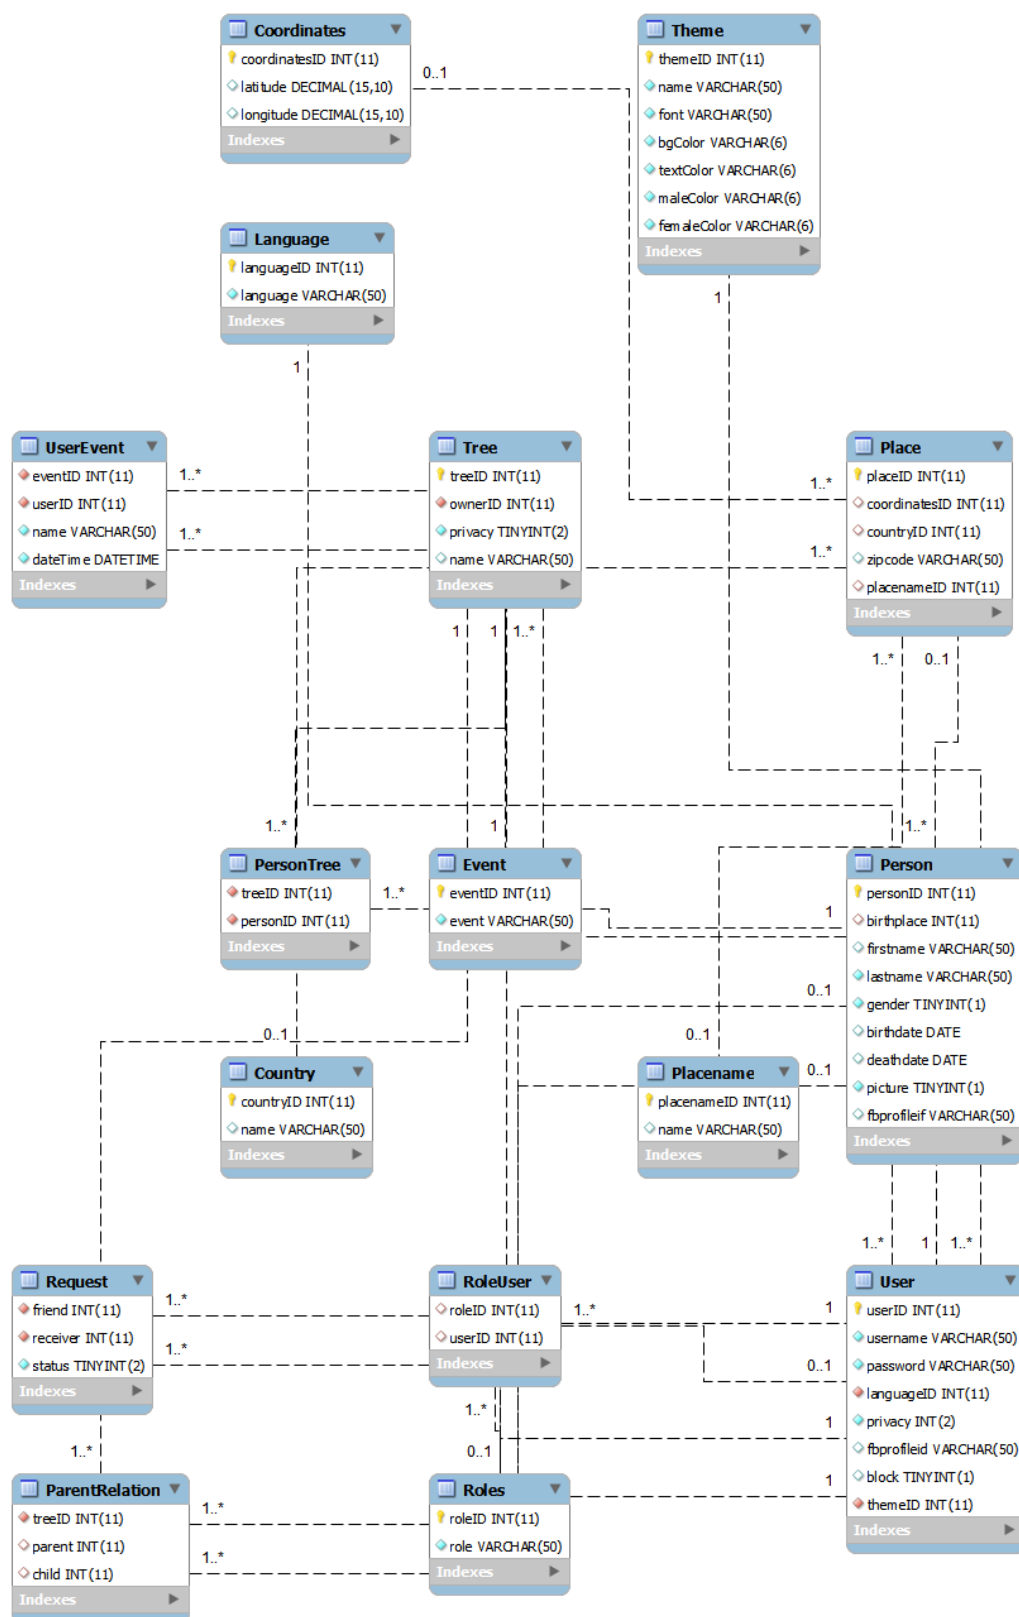 Coordinates
coordinatesID INT(11)
latitude DECIMAL(15,10)
longitude DECIMAL(15,10)
Indexes
Theme
themeID INT(11)
name VARCHAR(50)
font VARCHAR(50)
bgColor VARCHAR(6)
textColor VARCHAR(6)
maleColor VARCHAR(6)
femaleColor VARCHAR(6)
Indexes
0..1
1
Language
languageID INT(11)
language VARCHAR(50)
Indexes
1
UserEvent
eventID INT(11)
userID INT(11)
name VARCHAR(50)
dateTime DATETIME
Indexes
1..*
1..*
Tree
treeID INT(11)
ownerID INT(11)
privacy TINYINT(2)
name VARCHAR(50)
Indexes
1
1
1..*
Place
placeID INT(11)
coordinatesID INT(11)
countryID INT(11)
zipcode VARCHAR(50)
placenameID INT(11)
Indexes
1..*
1..*
1..*
0..1
1..*
1
1..*
PersonTree
treeID INT(11)
personID INT(11)
Indexes
1..*
Event
eventID INT(11)
event VARCHAR(50)
Indexes
Person
personID INT(11)
birthplace INT(11)
firstname VARCHAR(50)
lastname VARCHAR(50)
gender TINYINT(1)
birthdate DATE
deathdate DATE
picture TINYINT(1)
fbprofileif VARCHAR(50)
Indexes
1
0..1
0..1
0..1
0..1
Country
countryID INT(11)
name VARCHAR(50)
Indexes
Placename
placenameID INT(11)
name VARCHAR(50)
Indexes
1..*
1
1..*
Request
friend INT(11)
receiver INT(11)
status TINYINT(2)
Indexes
1..*
1..*
RoleUser
roleID INT(11)
userID INT(11)
Indexes
1..*
User
userID INT(11)
username VARCHAR(50)
password VARCHAR(50)
languageID INT(11)
privacy INT(2)
fbprofileid VARCHAR(50)
block TINYINT(1)
themeID INT(11)
Indexes
1
0..1
1
1
1..*
1..*
0..1
ParentRelation
treeID INT(11)
parent INT(11)
child INT(11)
Indexes
1..*
1..*
Roles
roleID INT(11)
role VARCHAR(50)
Indexes